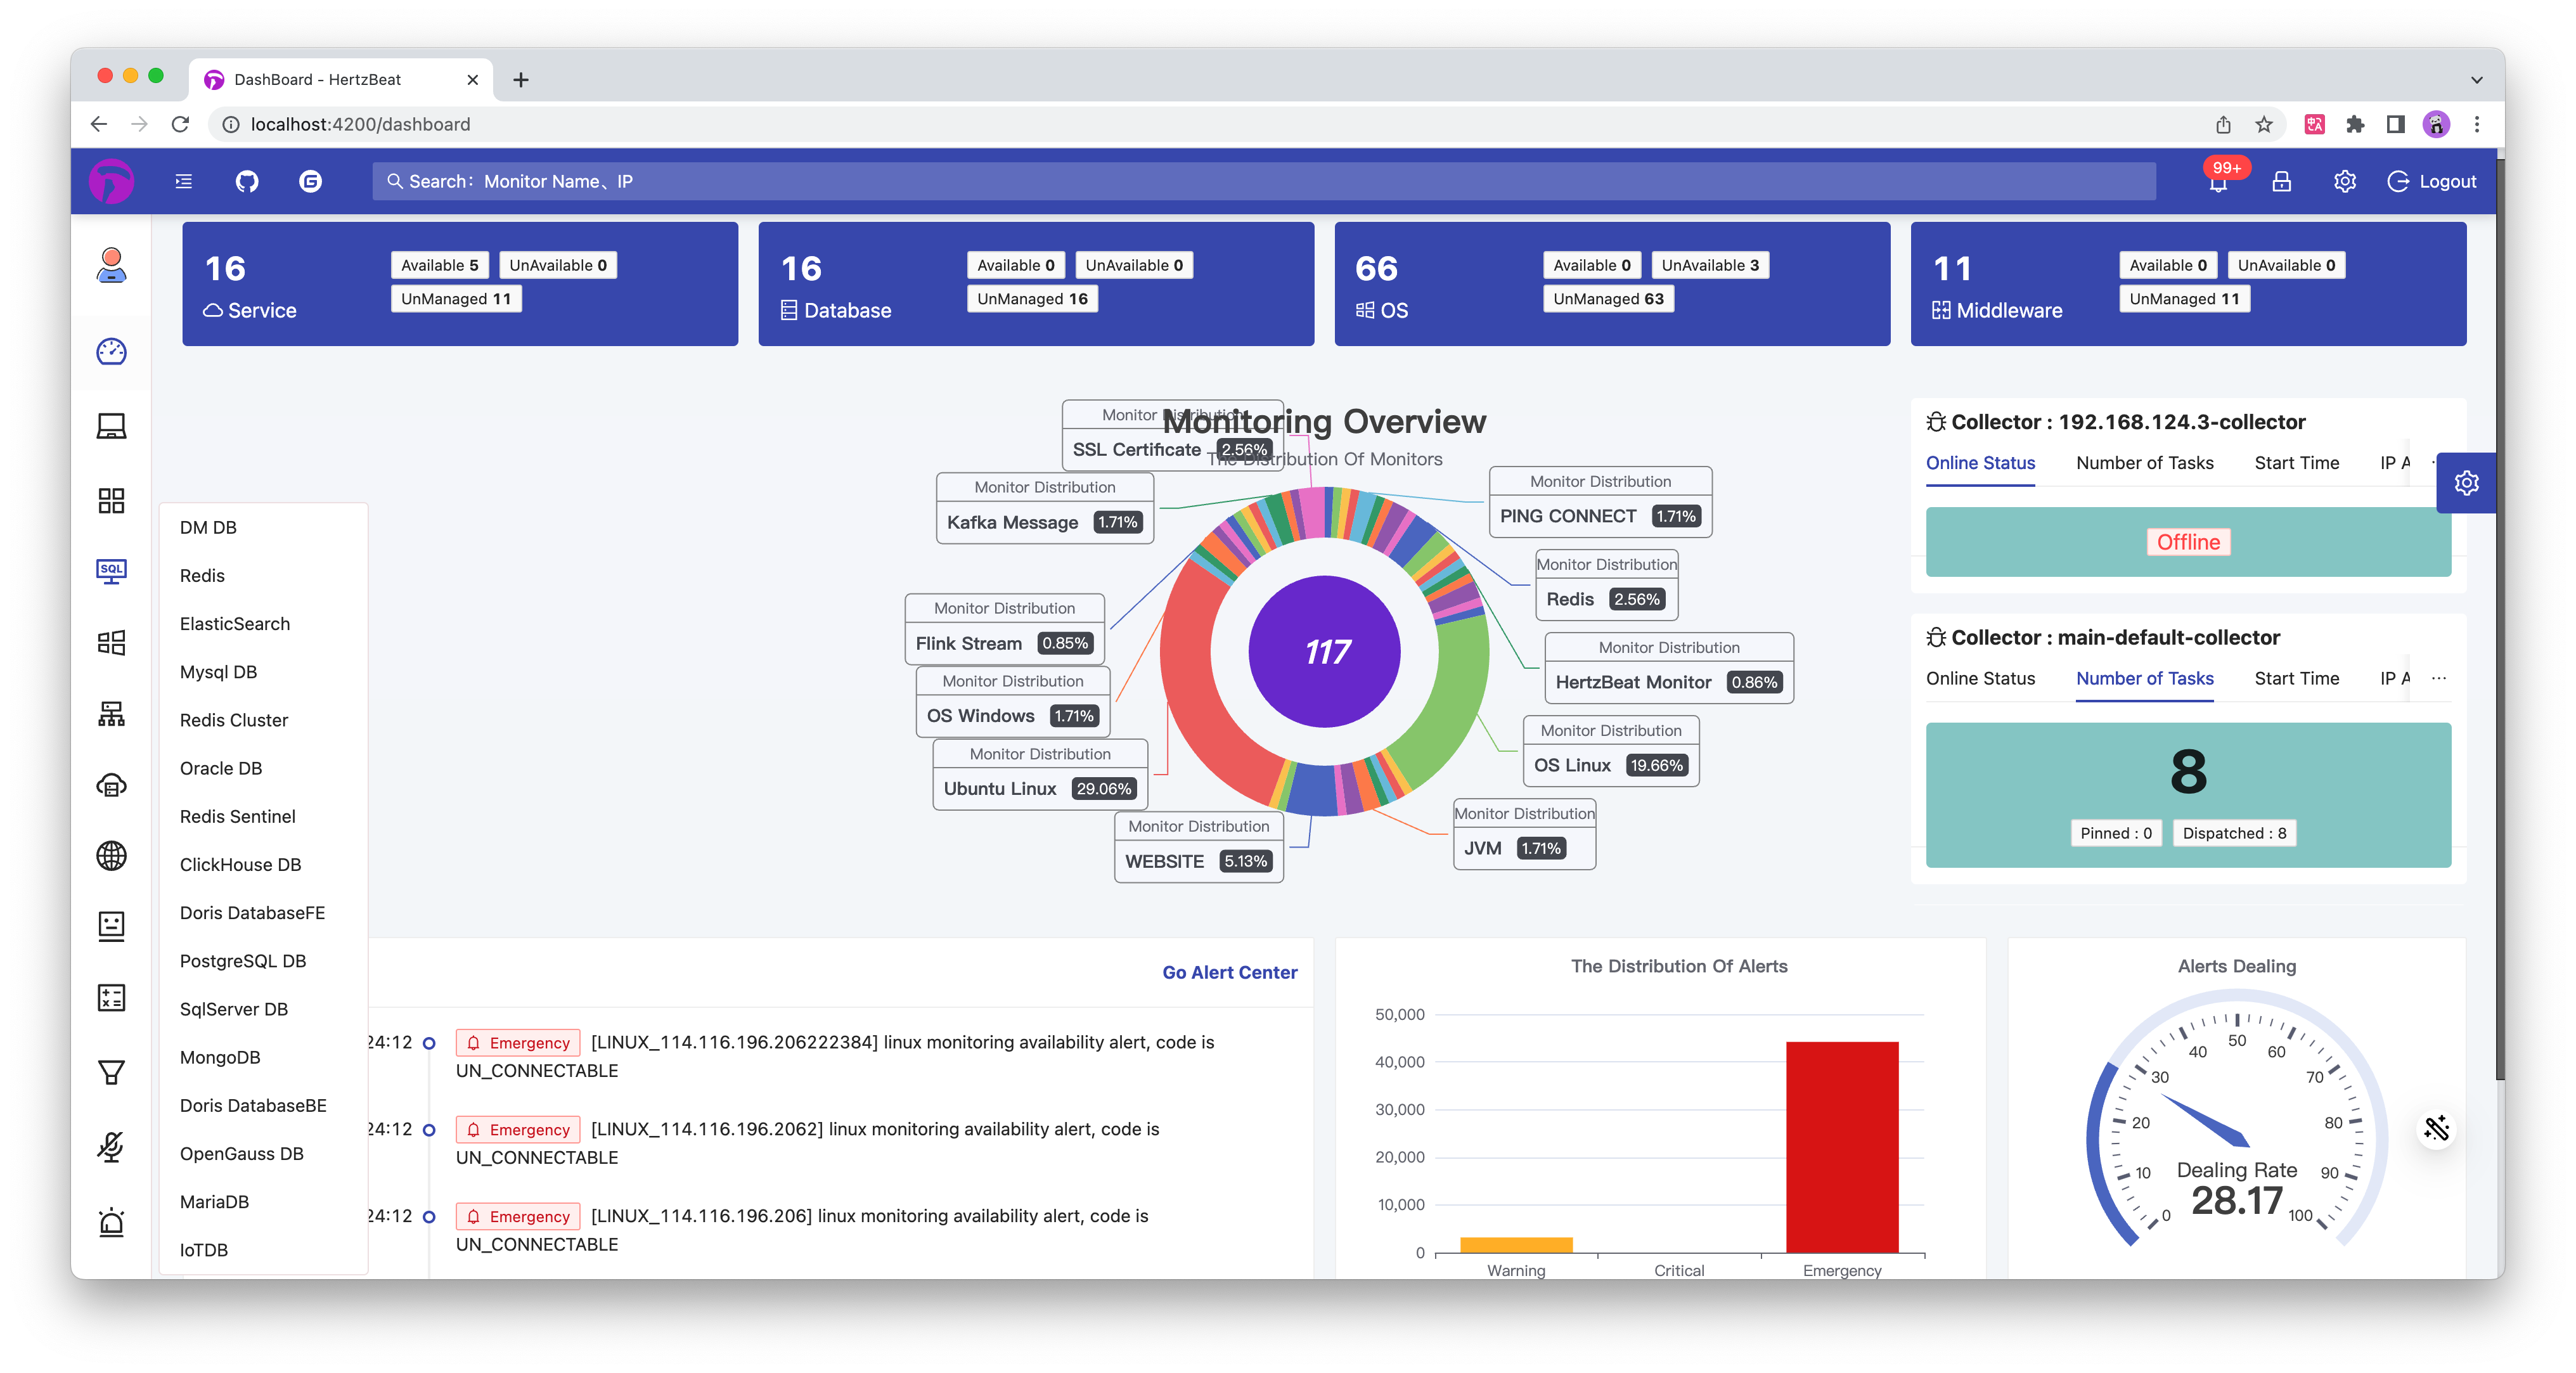 DashBoard - HertzBeat
localhost:4200/dashboard
Search：Monitor Name、IP
99+
Logout
16
Service
Available 5
UnAvailable 0
UnManaged 11
16
Database
Available 0
UnAvailable 0
UnManaged 16
66
OS
Available 0
UnAvailable 3
UnManaged 63
11
Middleware
Available 0
UnAvailable 0
UnManaged 11
SQL
DM DB
Redis
ElasticSearch
Mysql DB
Redis Cluster
Oracle DB
Redis Sentinel
ClickHouse DB
Doris DatabaseFE
PostgreSQL DB
SqlServer DB
MongoDB
Doris DatabaseBE
OpenGauss DB
MariaDB
IoTDB
Monitoring Overview
The Distribution Of Monitors
Monitor Distribution
SSL Certificate 2.56%
Monitor Distribution
Kafka Message 1.71%
Monitor Distribution
Flink Stream 0.85%
Monitor Distribution
OS Windows 1.71%
Monitor Distribution
Ubuntu Linux 29.06%
Monitor Distribution
WEBSITE 5.13%
117
Monitor Distribution
PING CONNECT 1.71%
Monitor Distribution
Redis 2.56%
Monitor Distribution
HertzBeat Monitor 0.86%
Monitor Distribution
OS Linux 19.66%
Monitor Distribution
JVM 1.71%
Collector : 192.168.124.3-collector
Online Status Number of Tasks Start Time IP A
Offline
Collector : main-default-collector
Online Status Number of Tasks Start Time IP A ···
8
Pinned : 0 Dispatched : 8
Go Alert Center
24:12 Emergency [LINUX_114.116.196.206222384] linux monitoring availability alert, code is
UN_CONNECTABLE
24:12 Emergency [LINUX_114.116.196.2062] linux monitoring availability alert, code is
UN_CONNECTABLE
24:12 Emergency [LINUX_114.116.196.206] linux monitoring availability alert, code is
UN_CONNECTABLE
The Distribution Of Alerts
50,000
40,000
30,000
20,000
10,000
0
Warning Critical Emergency
Alerts Dealing
0
10
20
30
40
50
60
70
80
90
100
Dealing Rate
28.17